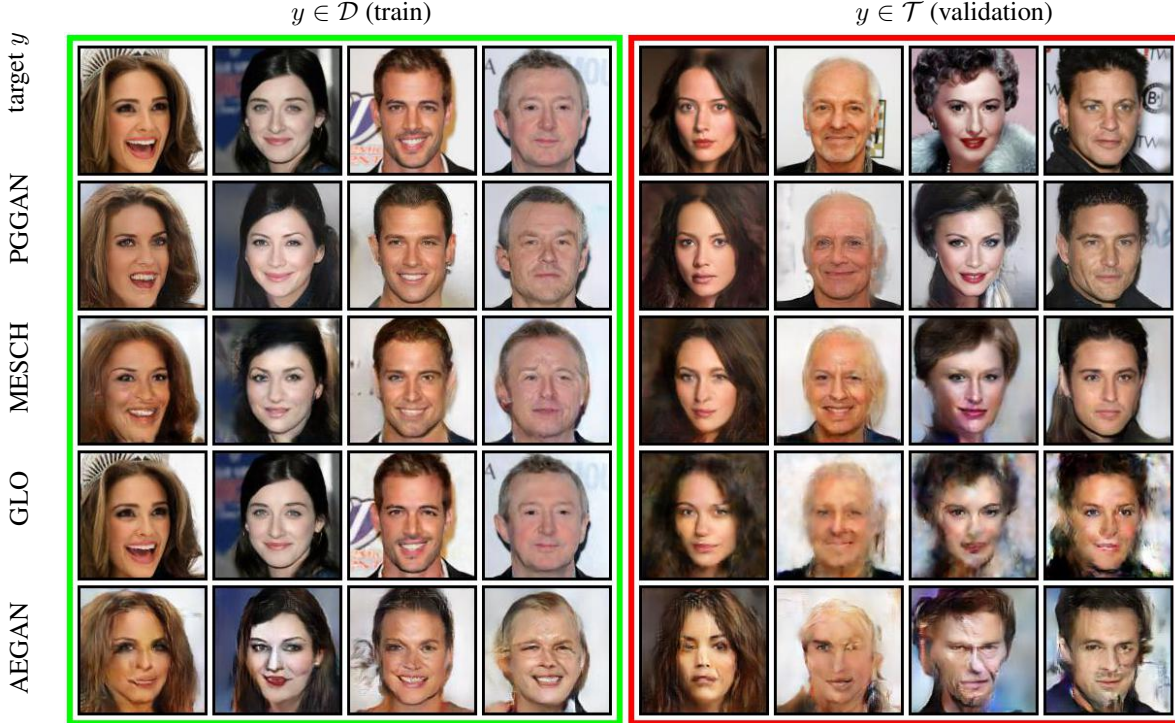 y ∈ D (train)
y ∈ T (validation)
target y
PGGAN
MESCH
GLO
AEGAN